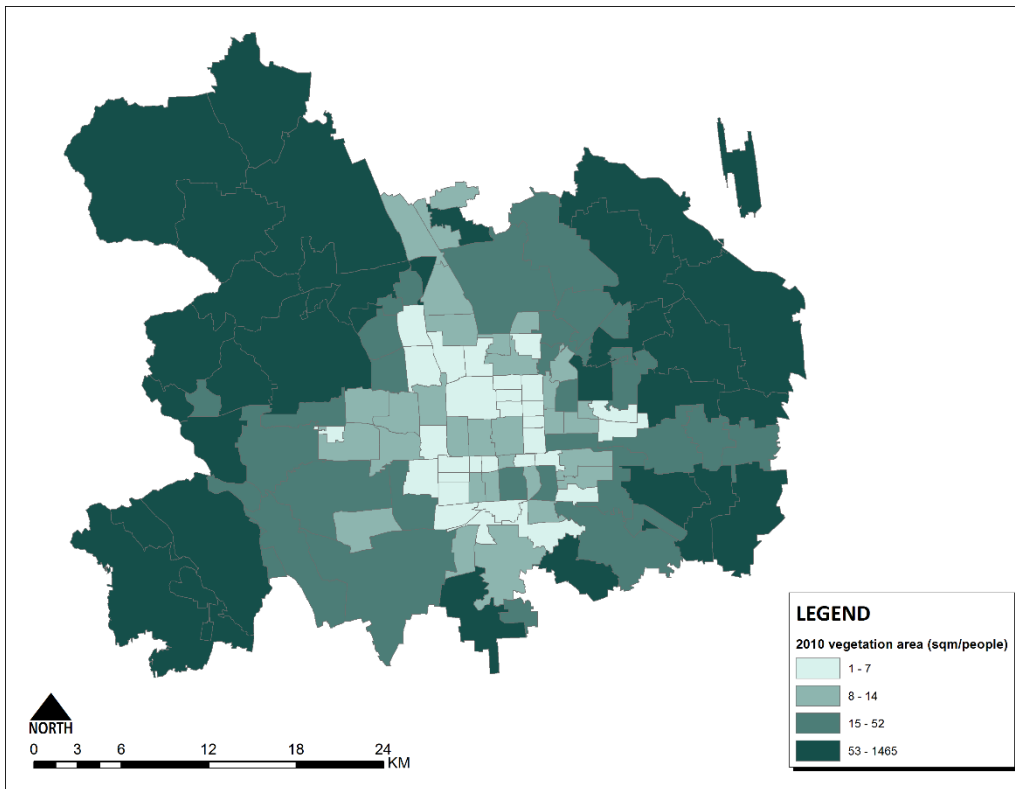 LEGEND
2010 vegetation area (sqm/people)
1 - 7
8 - 14
15 - 52
53 - 1465
NORTH
0 3 6 12 18 24
KM